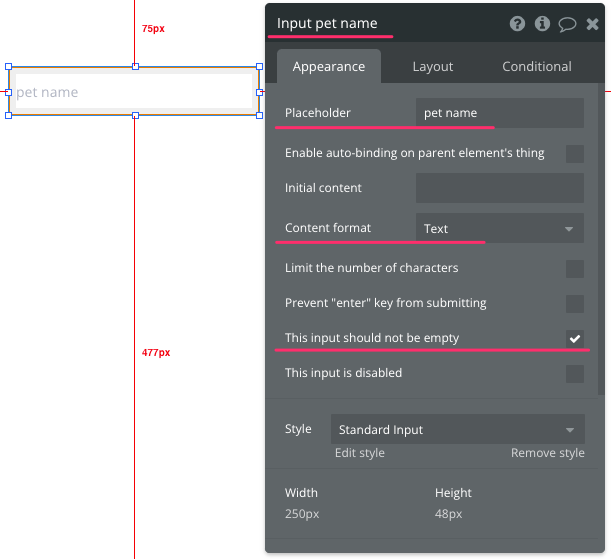 75px
pet name
477px
Input pet name
Appearance Layout Conditional
Placeholder pet name
Enable auto-binding on parent element's thing
Initial content
Content format Text
Limit the number of characters
Prevent "enter" key from submitting
This input should not be empty
This input is disabled
Style Standard Input
Edit style Remove style
Width Height
250px 48px